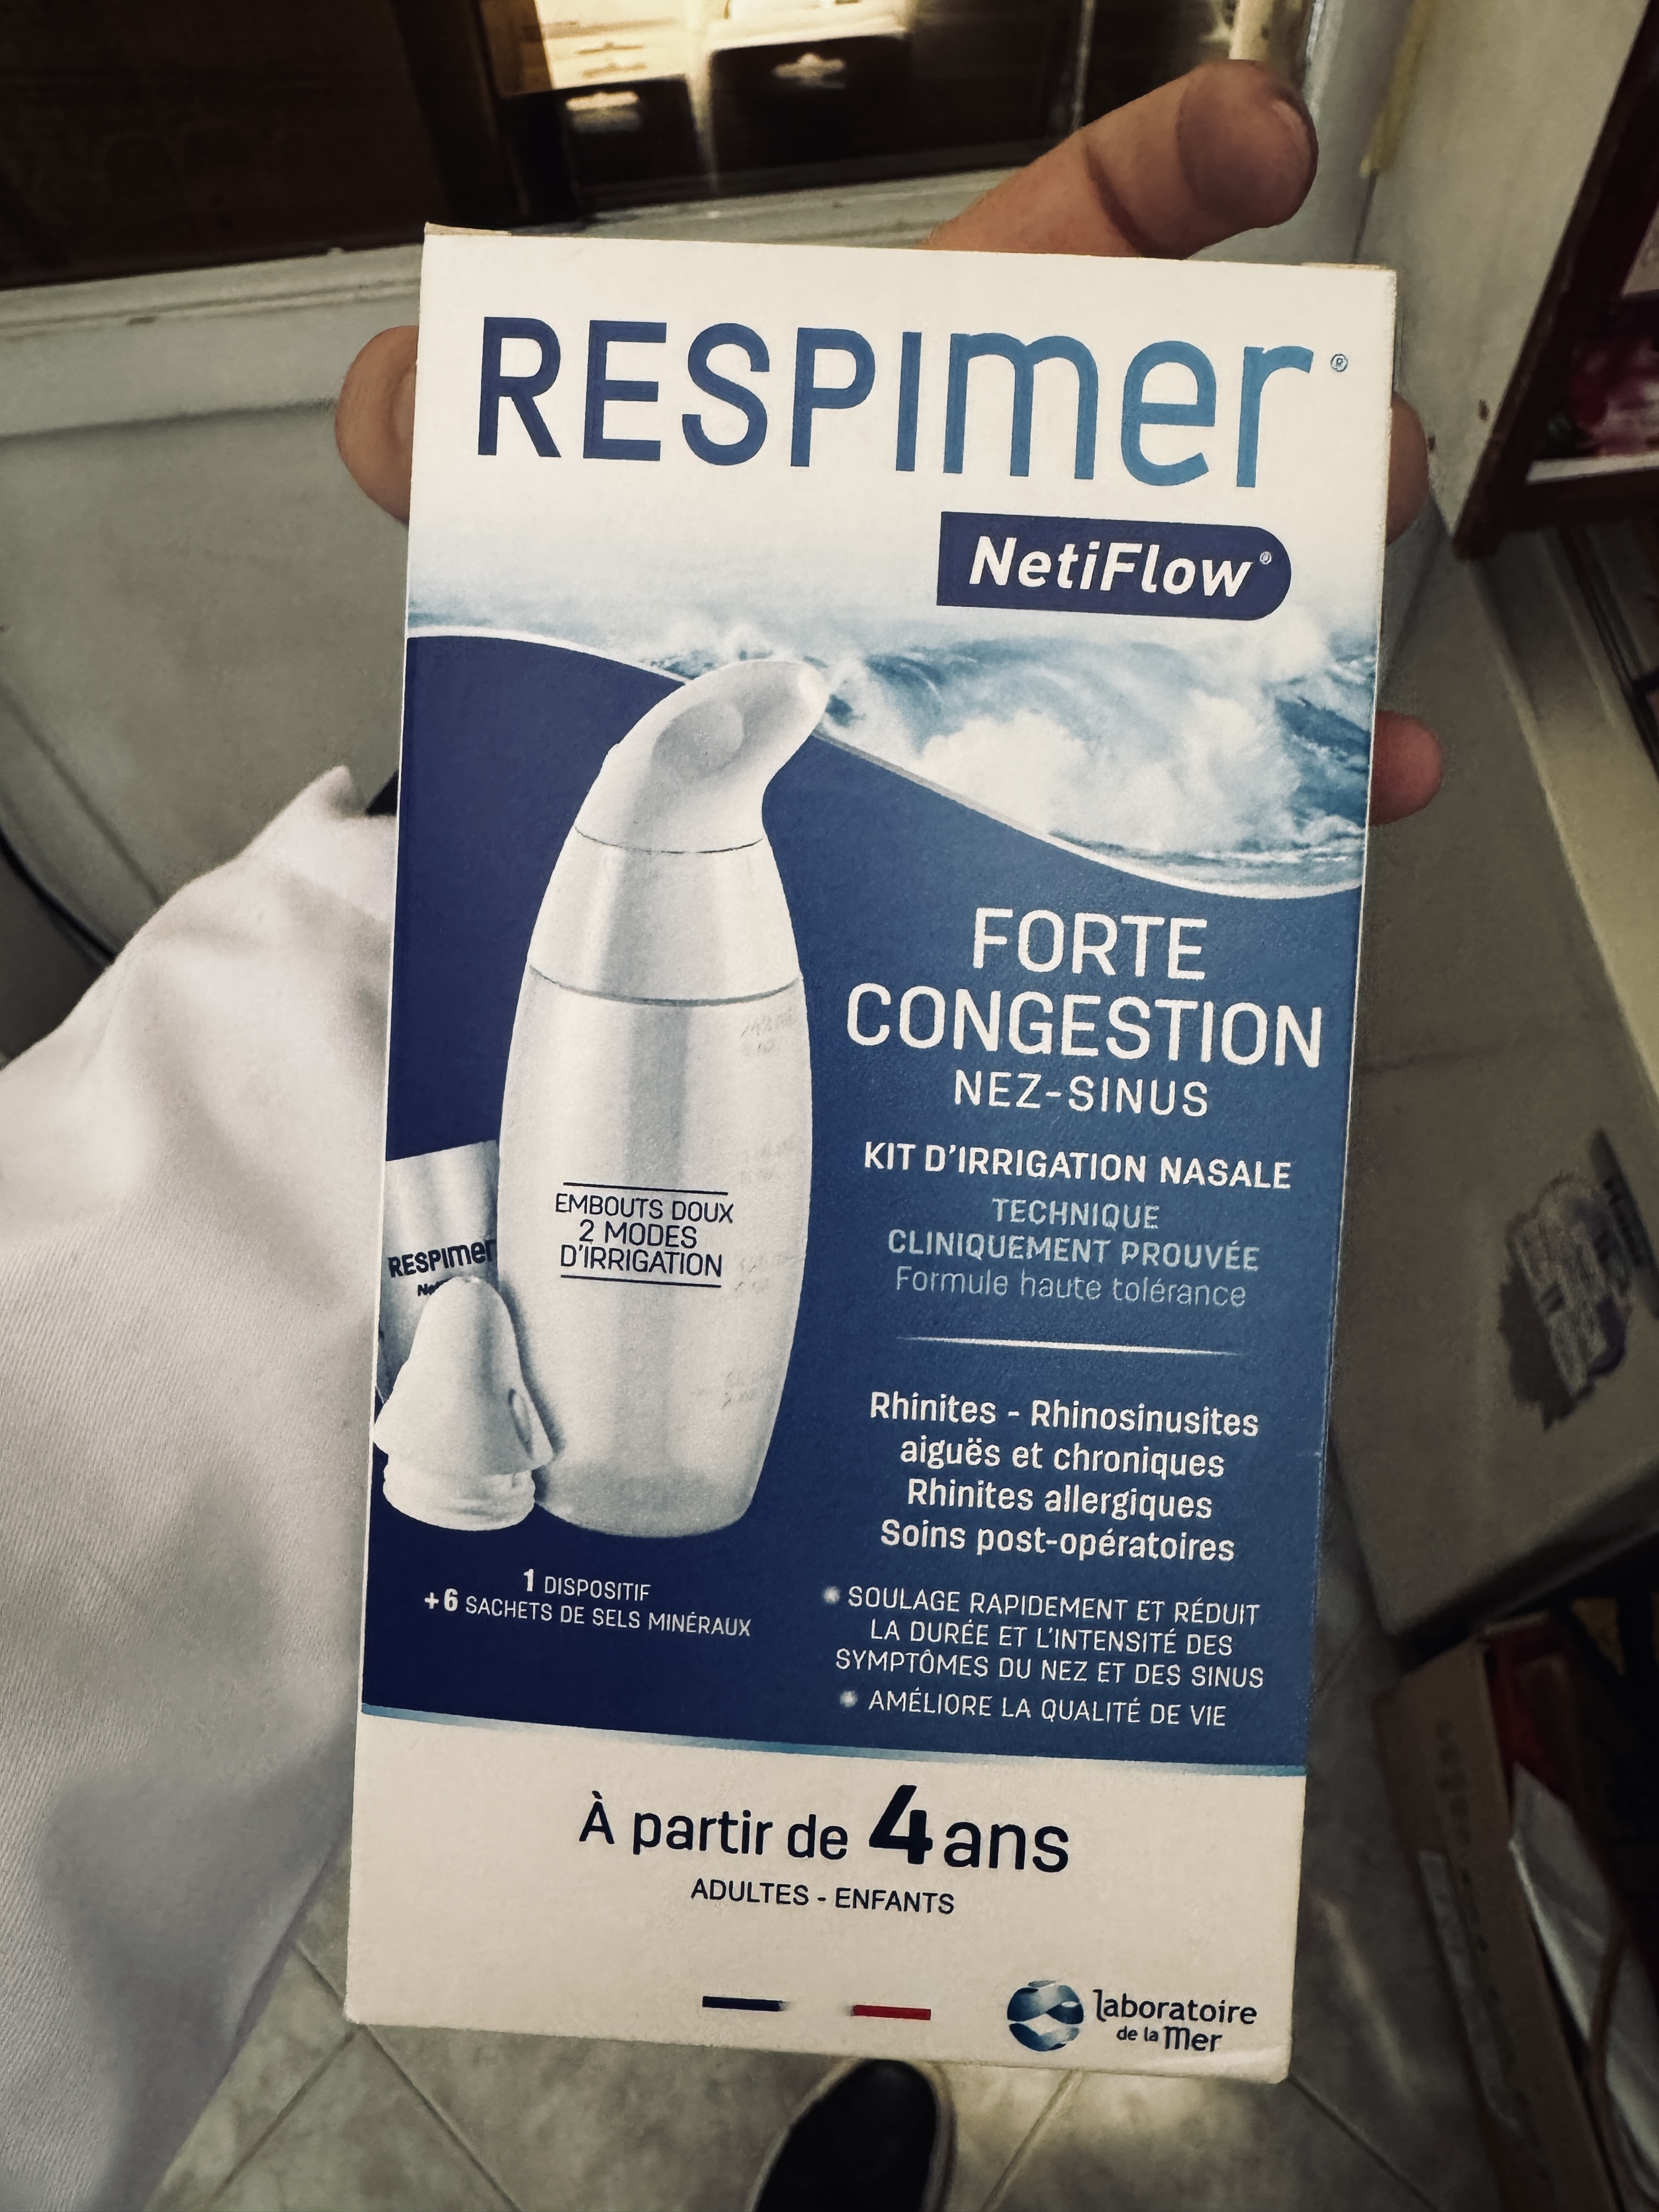 RESPIMER®
NetiFlow®
FORTE
CONGESTION
NEZ-SINUS
KIT D'IRRIGATION NASALE
TECHNIQUE
CLINIQUEMENT PROUVÉE
Formule haute tolérance
EMBOUTS DOUX
2 MODES
D'IRRIGATION
RESPIMER
Rhinites - Rhinosinusites
aiguës et chroniques
Rhinites allergiques
Soins post-opératoires
1 DISPOSITIF
+6 SACHETS DE SELS MINÉRAUX
SOULAGE RAPIDEMENT ET RÉDUIT
LA DURÉE ET L'INTENSITÉ DES
SYMPTÔMES DU NEZ ET DES SINUS
AMÉLIORE LA QUALITÉ DE VIE
À partir de 4 ans
ADULTES - ENFANTS
laboratoire
de la Mer